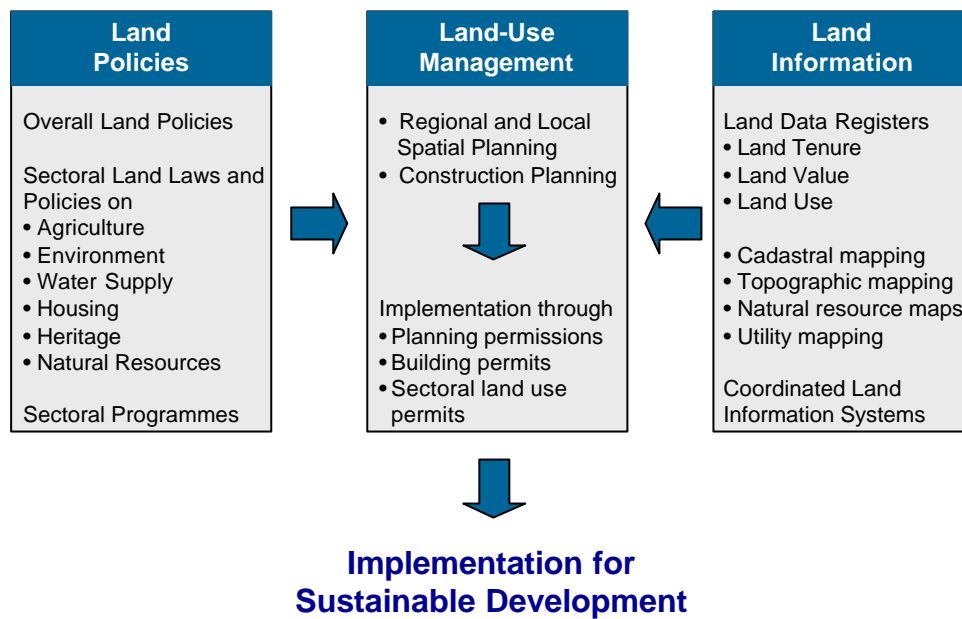 Land
Policies
Overall Land Policies
Sectoral Land Laws and
Policies on
• Agriculture
• Environment
• Water Supply
• Housing
• Heritage
• Natural Resources
Sectoral Programmes
Land-Use
Management
• Regional and Local
Spatial Planning
• Construction Planning
Implementation through
• Planning permissions
• Building permits
• Sectoral land use
permits
Land
Information
Land Data Registers
• Land Tenure
• Land Value
• Land Use
• Cadastral mapping
• Topographic mapping
• Natural resource maps
• Utility mapping
Coordinated Land
Information Systems
Implementation for
Sustainable Development